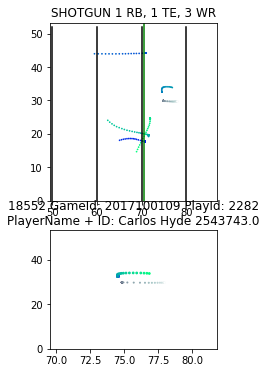 SHOTGUN 1 RB, 1 TE, 3 WR
50
40
30
20
10
0
50 60 70 80
18552 GameId: 2017100109 PlayId: 2282
PlayerName + ID: Carlos Hyde 2543743.0
40
20
0
70.0 72.5 75.0 77.5 80.0